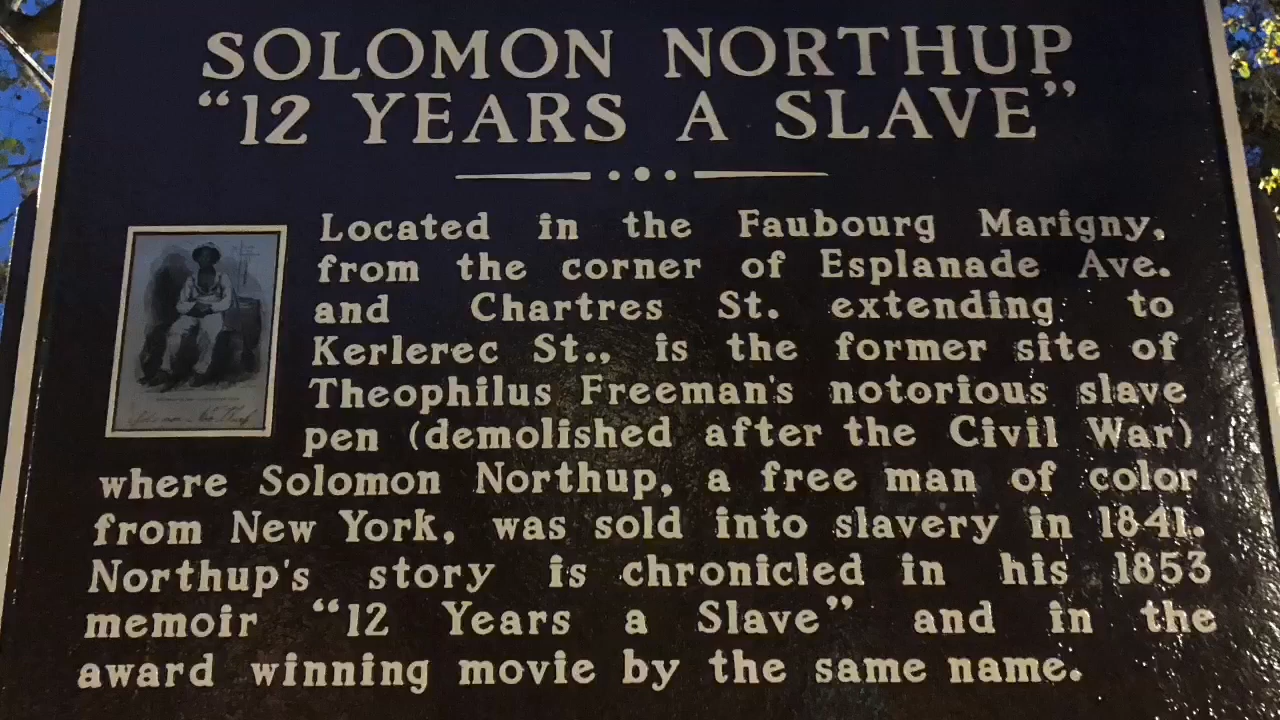 SOLOMON NORTHUP
“12 YEARS A SLAVE”
Located in the Faubourg Marigny,
from the corner of Esplanade Ave.
and Chartres St. extending to
Kerlerec St., is the former site of
Theophilus Freeman's notorious slave
pen (demolished after the Civil War)
where Solomon Northup, a free man of color
from New York, was sold into slavery in 1841.
Northup's story is chronicled in his 1853
memoir “12 Years a Slave” and in the
award winning movie by the same name.